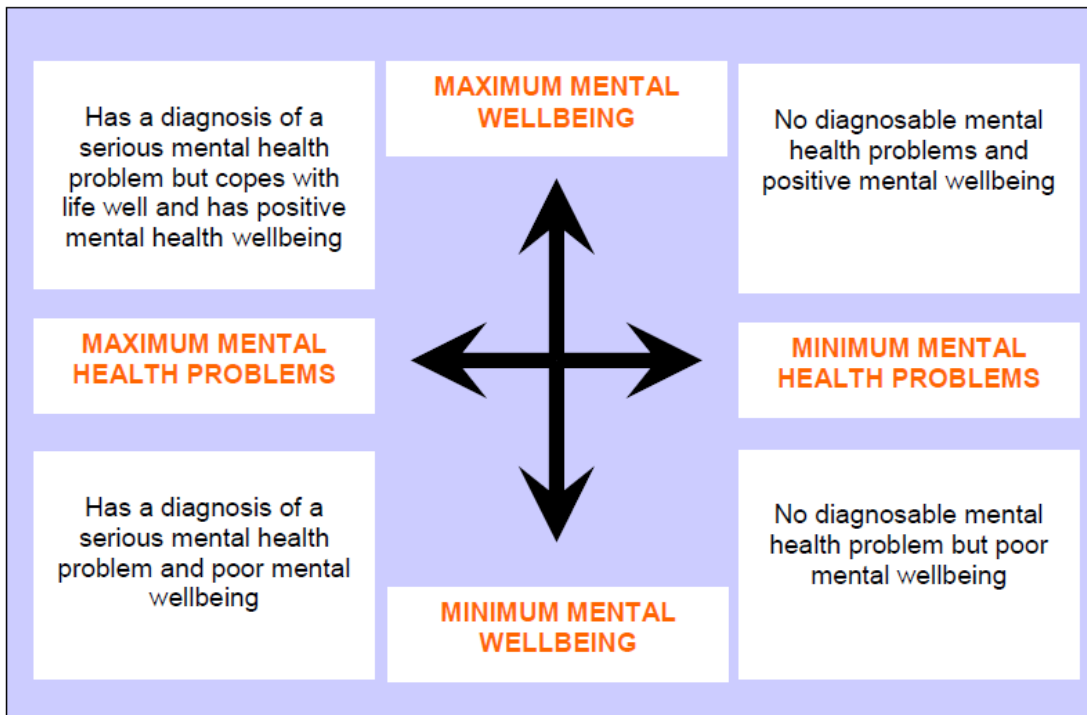 Has a diagnosis of a
serious mental health
problem but copes with
life well and has positive
mental health wellbeing
MAXIMUM MENTAL
WELLBEING
No diagnosable mental
health problems and
positive mental wellbeing
MAXIMUM MENTAL
HEALTH PROBLEMS
MINIMUM MENTAL
HEALTH PROBLEMS
Has a diagnosis of a
serious mental health
problem and poor mental
wellbeing
MINIMUM MENTAL
WELLBEING
No diagnosable mental
health problem but poor
mental wellbeing